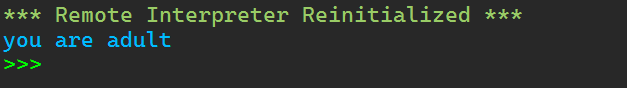 *** Remote Interpreter Reinitialized ***
you are adult
>>>